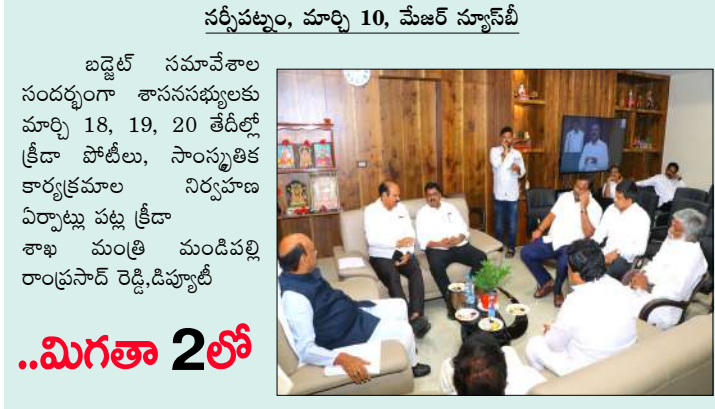 నర్సీపట్నం, మార్చి 10, మేజర్ న్యూస్‌బీ
బడ్జెట్ సమావేశాల
సందర్భంగా శాసనసభ్యులకు
మార్చి 18, 19, 20 తేదీల్లో
క్రీడా పోటీలు, సాంస్కృతిక
కార్యక్రమాల నిర్వహణ
ఏర్పాట్లు పట్ల క్రీడా
శాఖ మంత్రి మండిపల్లి
రాంప్రసాద్ రెడ్డి,డిప్యూటీ
..మిగతా 2లో